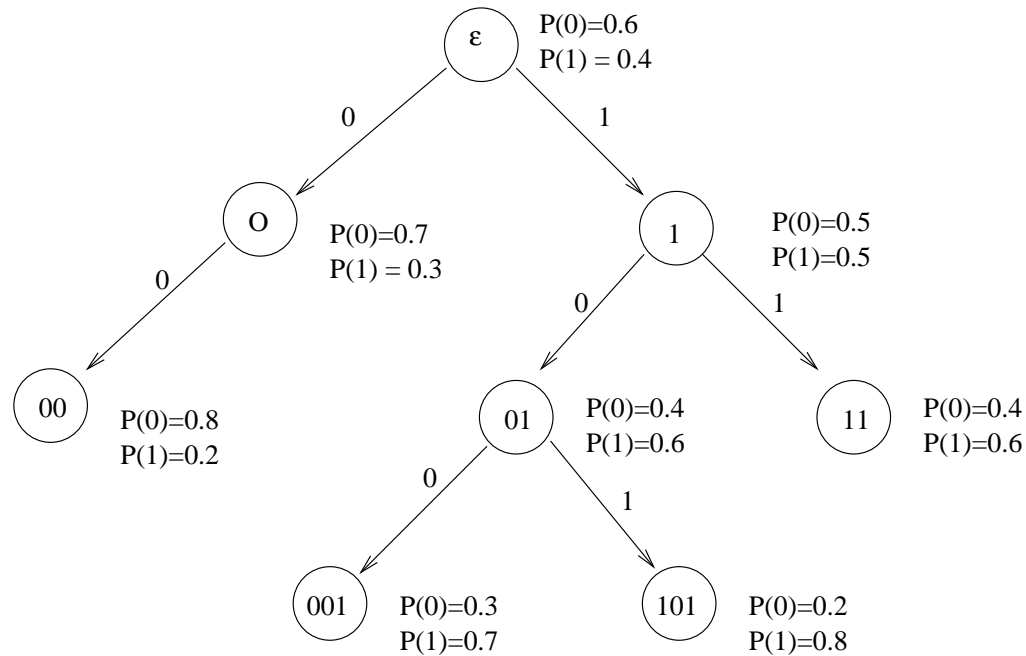 ε
P(0)=0.6
P(1) = 0.4
0
1
O
P(0)=0.7
P(1) = 0.3
1
P(0)=0.5
P(1)=0.5
0
0
1
00
P(0)=0.8
P(1)=0.2
01
P(0)=0.4
P(1)=0.6
11
P(0)=0.4
P(1)=0.6
0
1
001
P(0)=0.3
P(1)=0.7
101
P(0)=0.2
P(1)=0.8